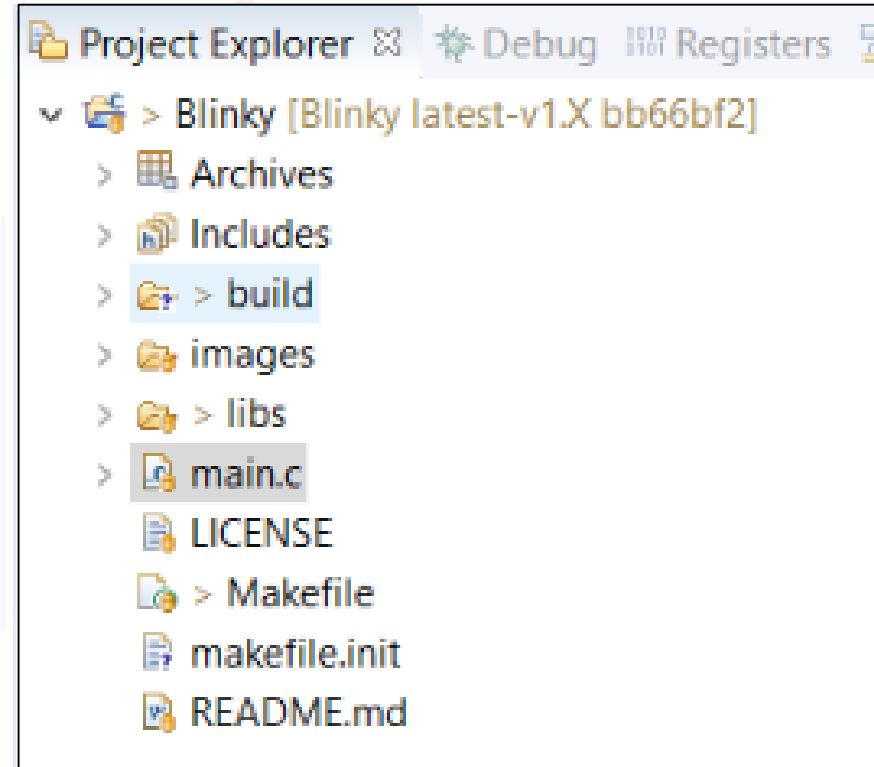 Project Explorer Debug Registers
> Blinky [Blinky latest-v1.X bb66bf2]
Archives
Includes
> build
images
> libs
main.c
LICENSE
> Makefile
makefile.init
README.md